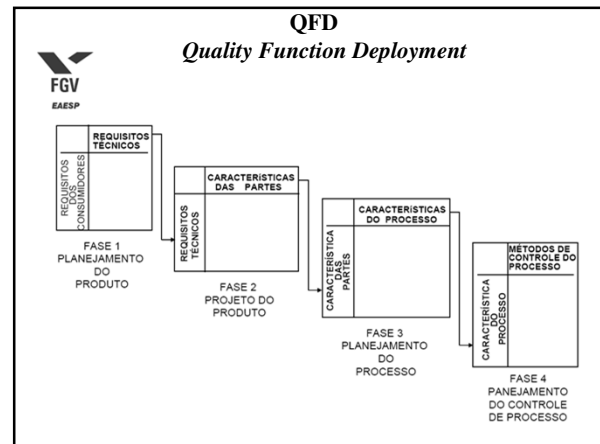 QFD
Quality Function Deployment
FGV
EAESP
REQUISITOS
TÉCNICOS
REQUISITOS
DOS
CONSUMIDORES
FASE 1
PLANEJAMENTO
DO
PRODUTO
CARACTERíSTICAS
DAS PARTES
REQUISITOS
TÉCNICOS
FASE 2
PROJETO DO
PRODUTO
CARACTERíSTICAS
DO PROCESSO
CARACTERÍSTICA
DAS
PARTES
FASE 3
PLANEJAMENTO
DO
PROCESSO
MÉTODOS DE
CONTROLE DO
PROCESSO
CARACTERÍSTICA
DO
PROCESSO
FASE 4
PANEJAMENTO
DO CONTROLE
DE PROCESSO